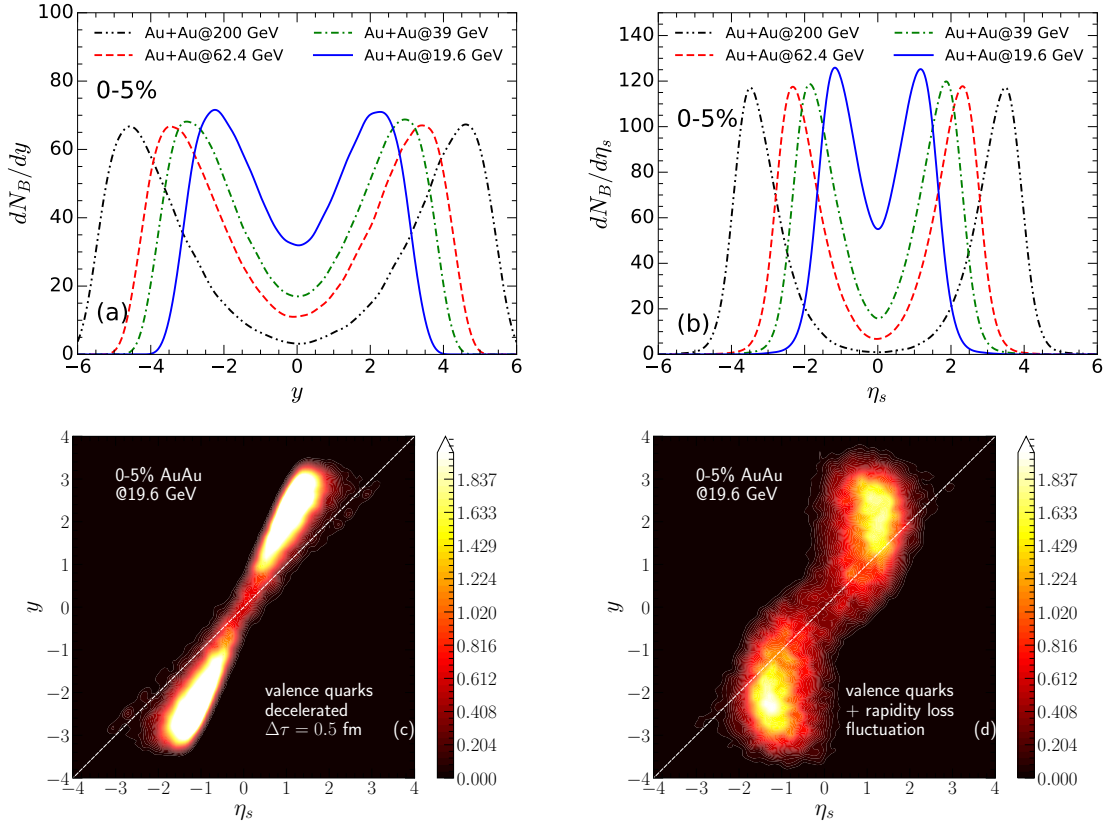 100
80
60
40
20
0
dN_B/dy
Au+Au@200 GeV
Au+Au@62.4 GeV
Au+Au@39 GeV
Au+Au@19.6 GeV
0-5%
(a)
−6 −4 −2 0 2 4 6
y
140
120
100
80
60
40
20
0
dN_B/dη_s
Au+Au@200 GeV
Au+Au@62.4 GeV
Au+Au@39 GeV
Au+Au@19.6 GeV
0-5%
(b)
−6 −4 −2 0 2 4 6
η_s
4
3
2
1
0
−1
−2
−3
−4
y
0-5% AuAu
@19.6 GeV
valence quarks
decelerated
Δτ = 0.5 fm
(c)
−4 −3 −2 −1 0 1 2 3 4
η_s
1.837
1.633
1.429
1.224
1.020
0.816
0.612
0.408
0.204
0.000
4
3
2
1
0
−1
−2
−3
−4
y
0-5% AuAu
@19.6 GeV
valence quarks
+ rapidity loss
fluctuation
(d)
−4 −3 −2 −1 0 1 2 3 4
η_s
1.837
1.633
1.429
1.224
1.020
0.816
0.612
0.408
0.204
0.000